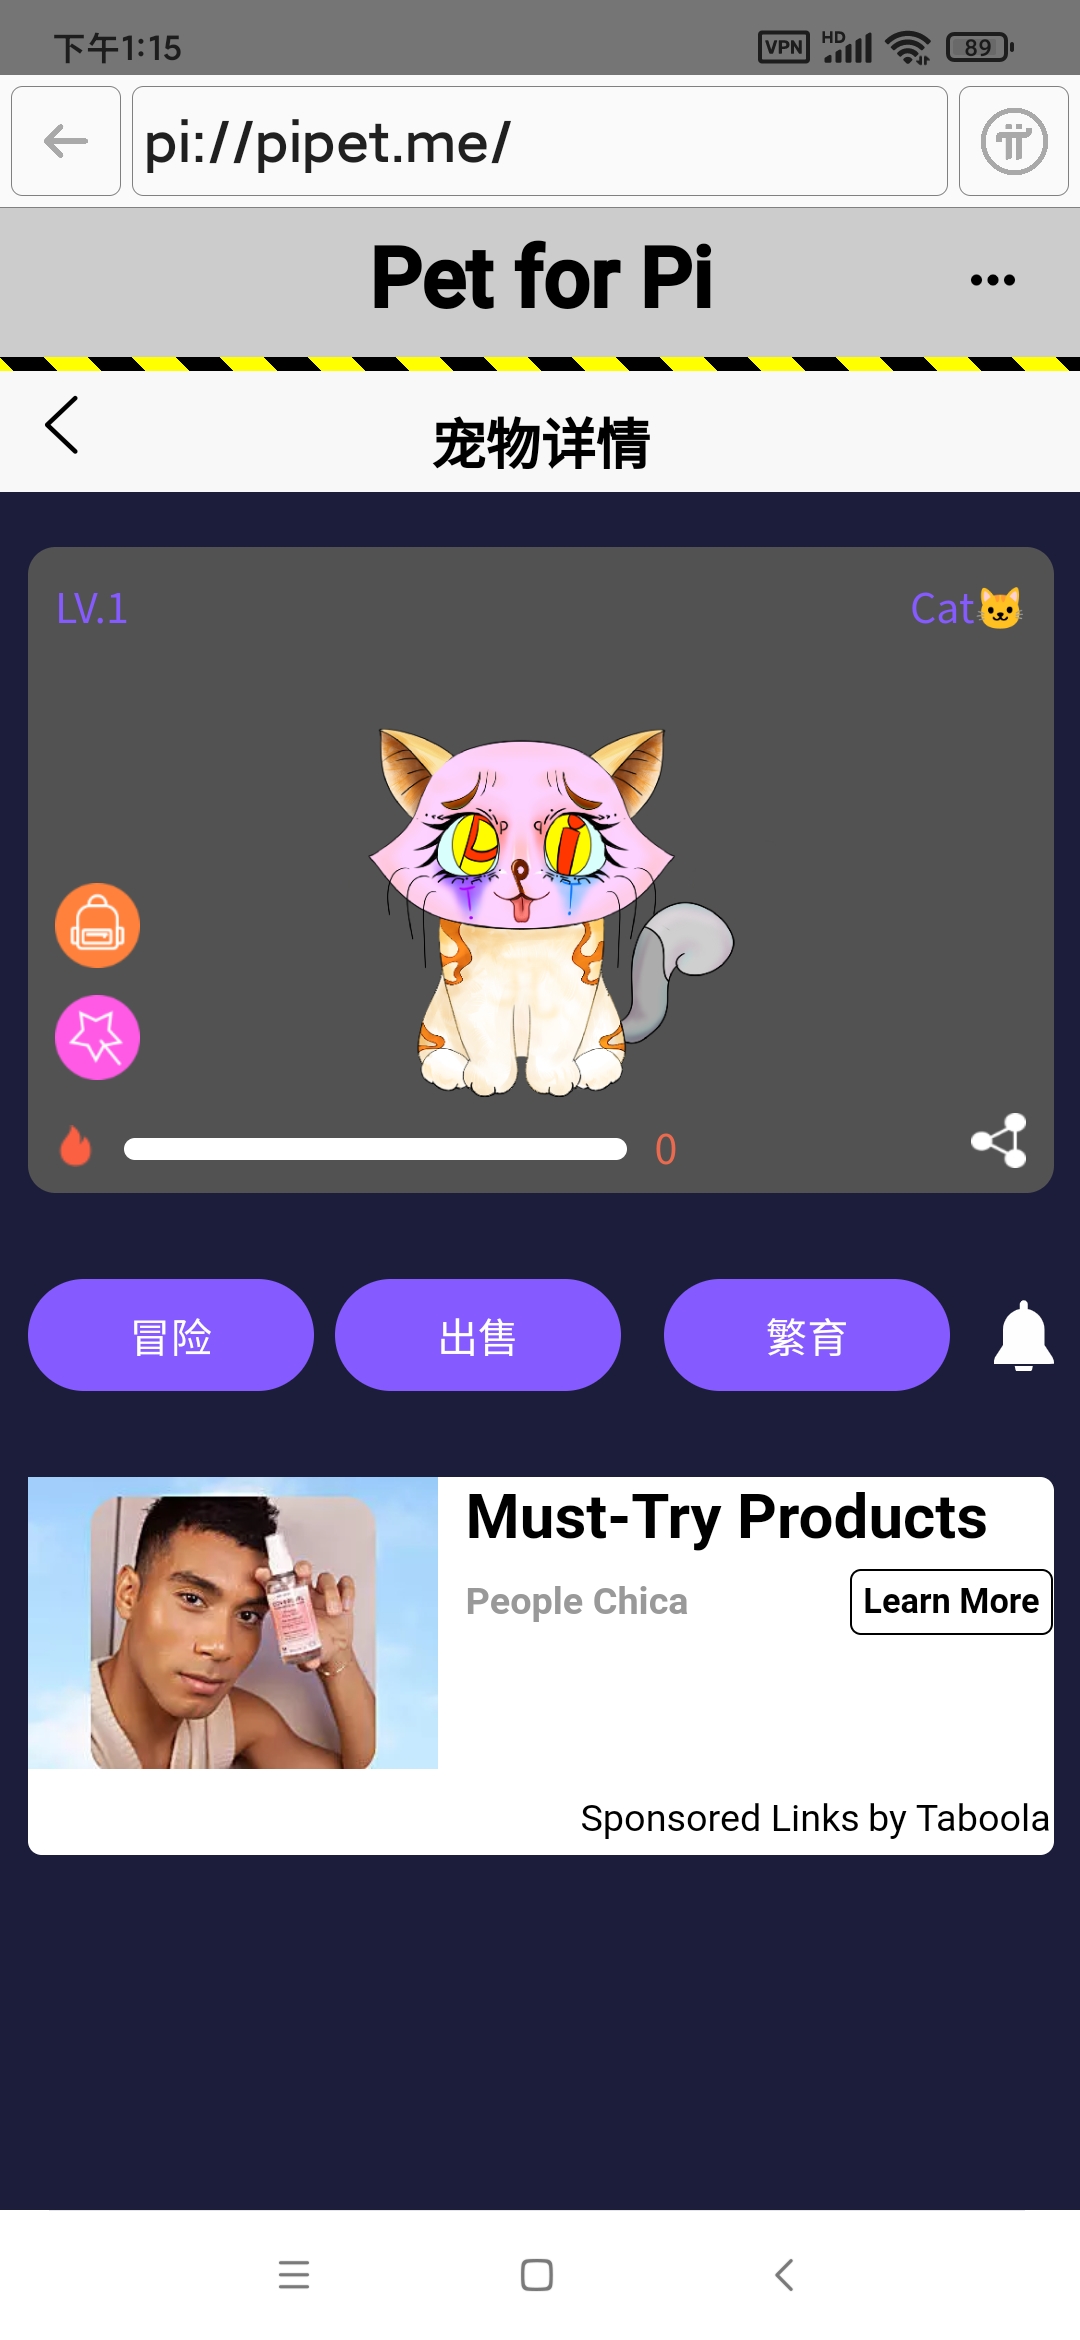 下午1:15
VPN
HD
89
pi://pipet.me/
Pet for Pi
宠物详情
LV.1
Cat
Li
0
冒险
出售
繁育
Must-Try Products
People Chica
Learn More
Sponsored Links by Taboola